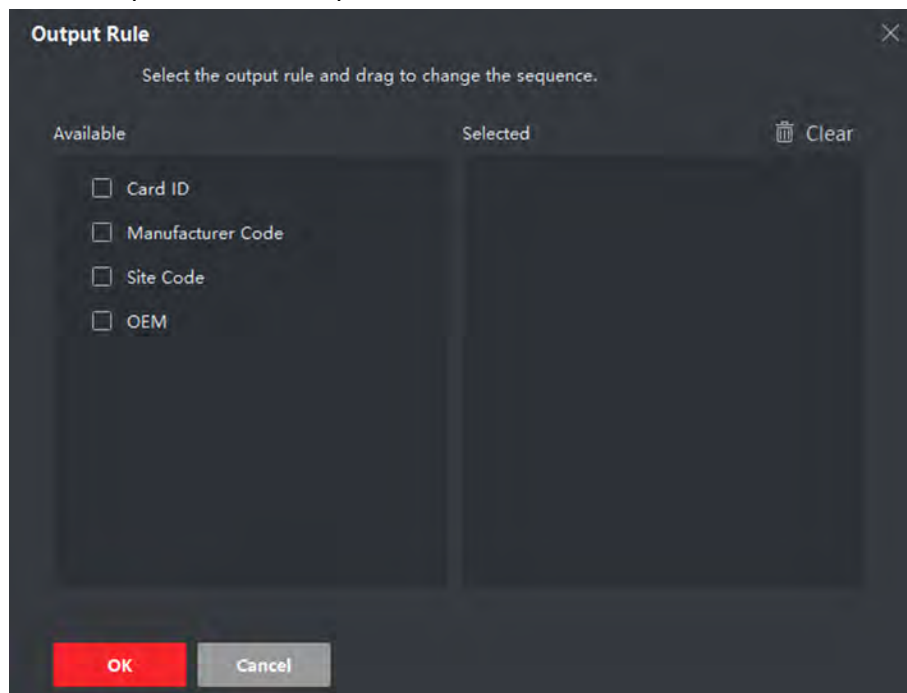 Output Rule
Select the output rule and drag to change the sequence.
Available
Selected
Clear
Card ID
Manufacturer Code
Site Code
OEM
OK
Cancel